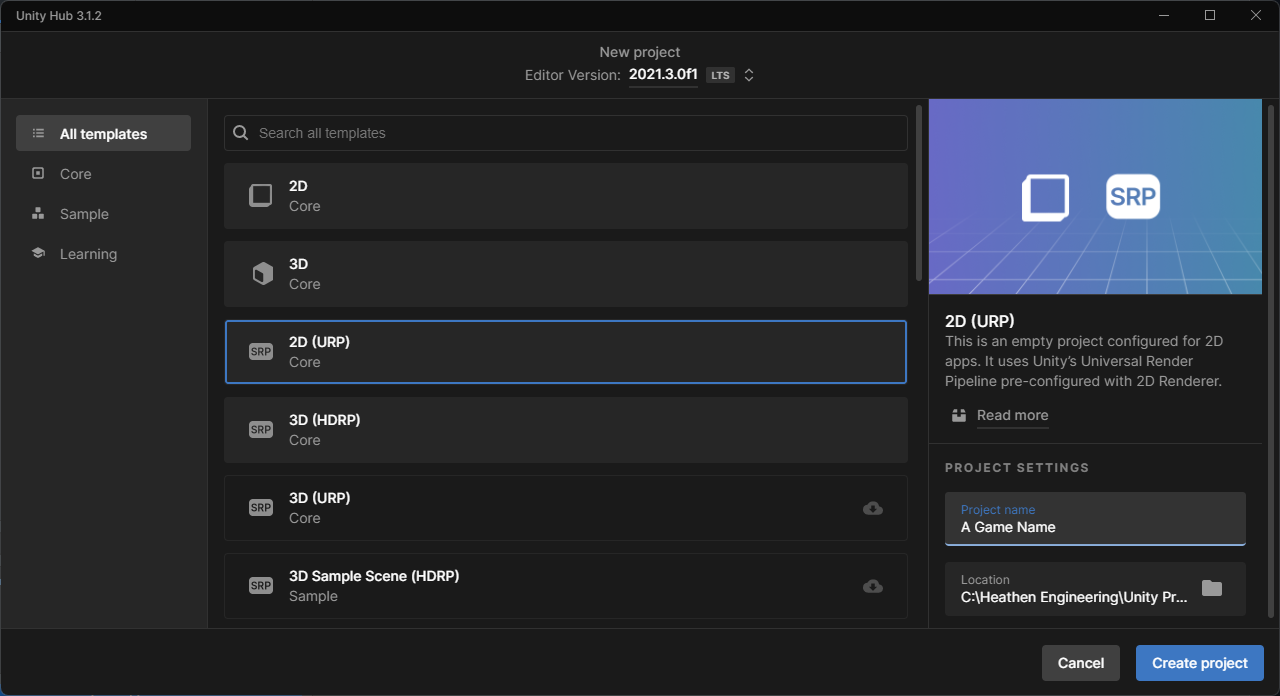 Unity Hub 3.1.2
New project
Editor Version: 2021.3.0f1 LTS
All templates
Core
Sample
Learning
Search all templates
2D
Core
3D
Core
SRP
2D (URP)
Core
SRP
3D (HDRP)
Core
SRP
3D (URP)
Core
SRP
3D Sample Scene (HDRP)
Sample
SRP
2D (URP)
This is an empty project configured for 2D
apps. It uses Unity’s Universal Render
Pipeline pre-configured with 2D Renderer.
Read more
PROJECT SETTINGS
Project name
A Game Name
Location
C:\Heathen Engineering\Unity Pr...
Cancel
Create project